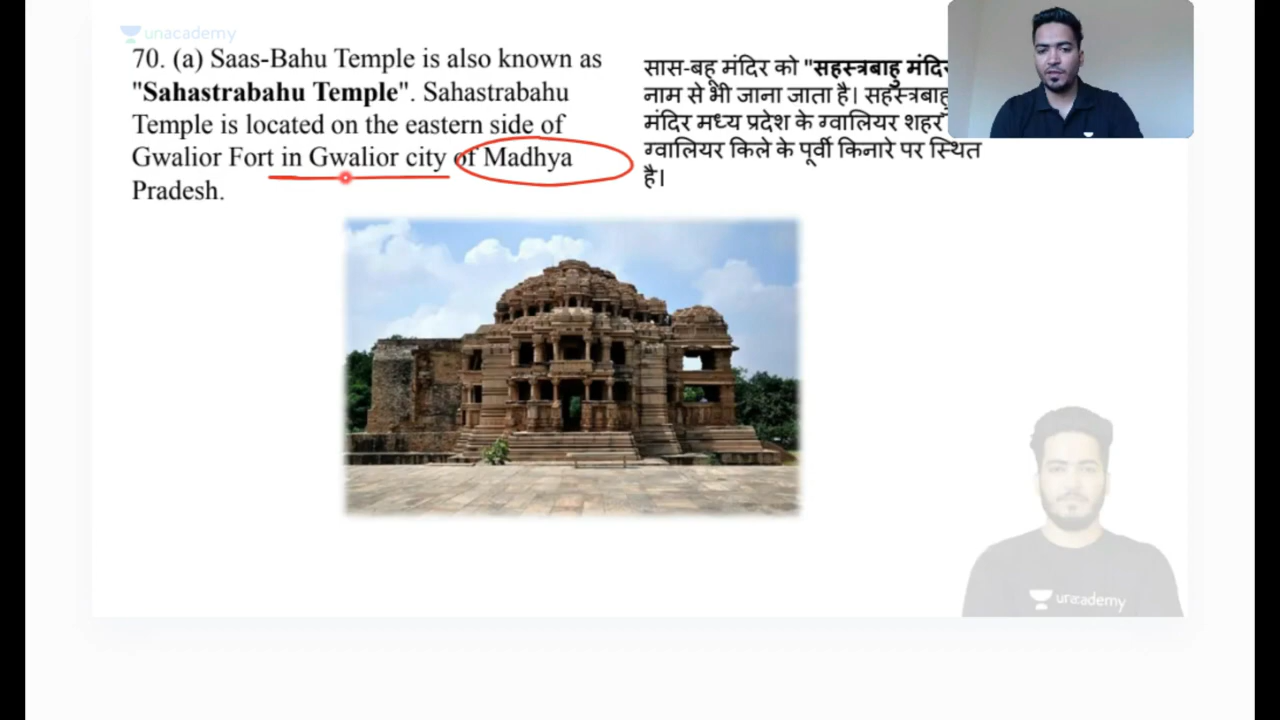 unacademy
70. (a) Saas-Bahu Temple is also known as
"Sahastrabahu Temple". Sahastrabahu
Temple is located on the eastern side of
Gwalior Fort in Gwalior city of Madhya
Pradesh.
सास-बहू मंदिर को "सहस्त्रबाहु मंदिर
नाम से भी जाना जाता है। सहस्त्रबाहु
मंदिर मध्य प्रदेश के ग्वालियर शहर
ग्वालियर किले के पूर्वी किनारे पर स्थित
है।
unacademy